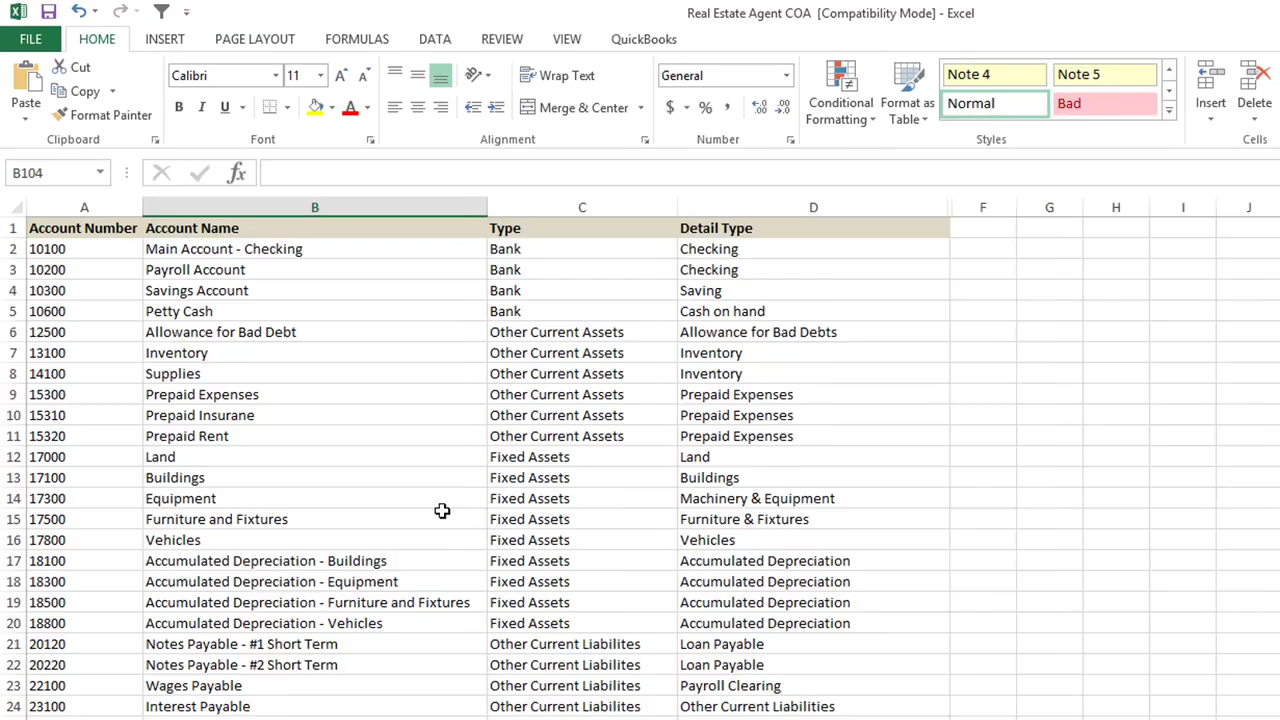 Real Estate Agent COA [Compatibility Mode] - Excel
FILE HOME INSERT PAGE LAYOUT FORMULAS DATA REVIEW VIEW QuickBooks
Paste Cut Copy Format Painter
Calibri 11
B I U A
Wrap Text
Merge & Center
General
$ % ,
Conditional Formatting Format as Table
Note 4 Note 5
Normal Bad
Insert Delete
Clipboard Font Alignment Number Styles Cells
B104 fx
A B C D F G H I J
1 Account Number Account Name Type Detail Type
2 10100 Main Account - Checking Bank Checking
3 10200 Payroll Account Bank Checking
4 10300 Savings Account Bank Saving
5 10600 Petty Cash Bank Cash on hand
6 12500 Allowance for Bad Debt Other Current Assets Allowance for Bad Debts
7 13100 Inventory Other Current Assets Inventory
8 14100 Supplies Other Current Assets Inventory
9 15300 Prepaid Expenses Other Current Assets Prepaid Expenses
10 15310 Prepaid Insurane Other Current Assets Prepaid Expenses
11 15320 Prepaid Rent Other Current Assets Prepaid Expenses
12 17000 Land Fixed Assets Land
13 17100 Buildings Fixed Assets Buildings
14 17300 Equipment Fixed Assets Machinery & Equipment
15 17500 Furniture and Fixtures Fixed Assets Furniture & Fixtures
16 17800 Vehicles Fixed Assets Vehicles
17 18100 Accumulated Depreciation - Buildings Fixed Assets Accumulated Depreciation
18 18300 Accumulated Depreciation - Equipment Fixed Assets Accumulated Depreciation
19 18500 Accumulated Depreciation - Furniture and Fixtures Fixed Assets Accumulated Depreciation
20 18800 Accumulated Depreciation - Vehicles Fixed Assets Accumulated Depreciation
21 20120 Notes Payable - #1 Short Term Other Current Liabilites Loan Payable
22 20220 Notes Payable - #2 Short Term Other Current Liabilites Loan Payable
23 22100 Wages Payable Other Current Liabilites Payroll Clearing
24 23100 Interest Payable Other Current Liabilites Other Current Liabilities